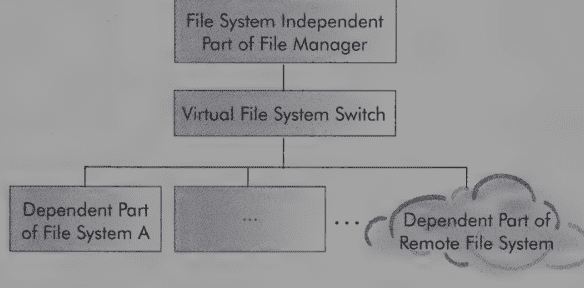 File System Independent
Part of File Manager
Virtual File System Switch
Dependent Part
of File System A
...
...
Dependent Part of
Remote File System